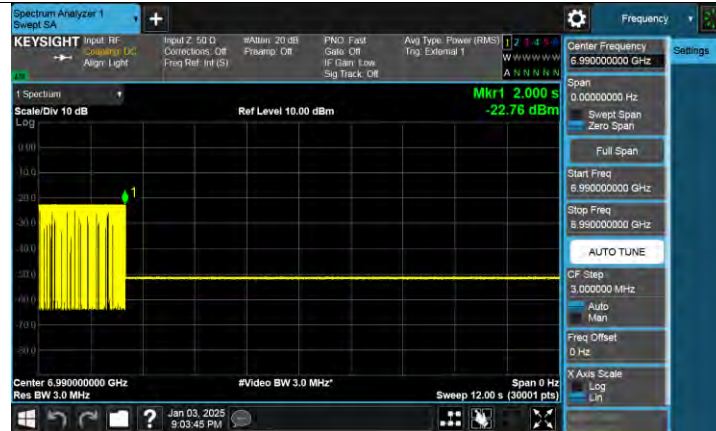 Spectrum Analyzer 1
Swept SA
Frequency
KEYSIGHT
Input: RF
Coupling: DC
Align: Light
Input Z: 50 Ω
Corrections: Off
Freq Ref: Int (S)
#Atten: 20 dB
Preamp: Off
PNO: Fast
Gate: Off
IF Gain: Low
Sig Track: Off
Avg Type: Power (RMS)
Trig: External 1
1 2 3 4 5 6
W W W W W W
A N N N N N
1 Spectrum
Scale/Div 10 dB
Log
Ref Level 10.00 dBm
Mkr1 2.000 s
-22.76 dBm
0.00
-10.0
-20.0
-30.0
-40.0
-50.0
-60.0
-70.0
-80.0
1
Center 6.990000000 GHz
Res BW 3.0 MHz
#Video BW 3.0 MHz*
Span 0 Hz
Sweep 12.00 s (30001 pts)
Jan 03, 2025
9:03:45 PM
?
Center Frequency
6.990000000 GHz
Settings
Span
0.00000000 Hz
Swept Span
Zero Span
Full Span
Start Freq
6.990000000 GHz
Stop Freq
6.990000000 GHz
AUTO TUNE
CF Step
3.000000 MHz
Auto
Man
Freq Offset
0 Hz
X Axis Scale
Log
Lin